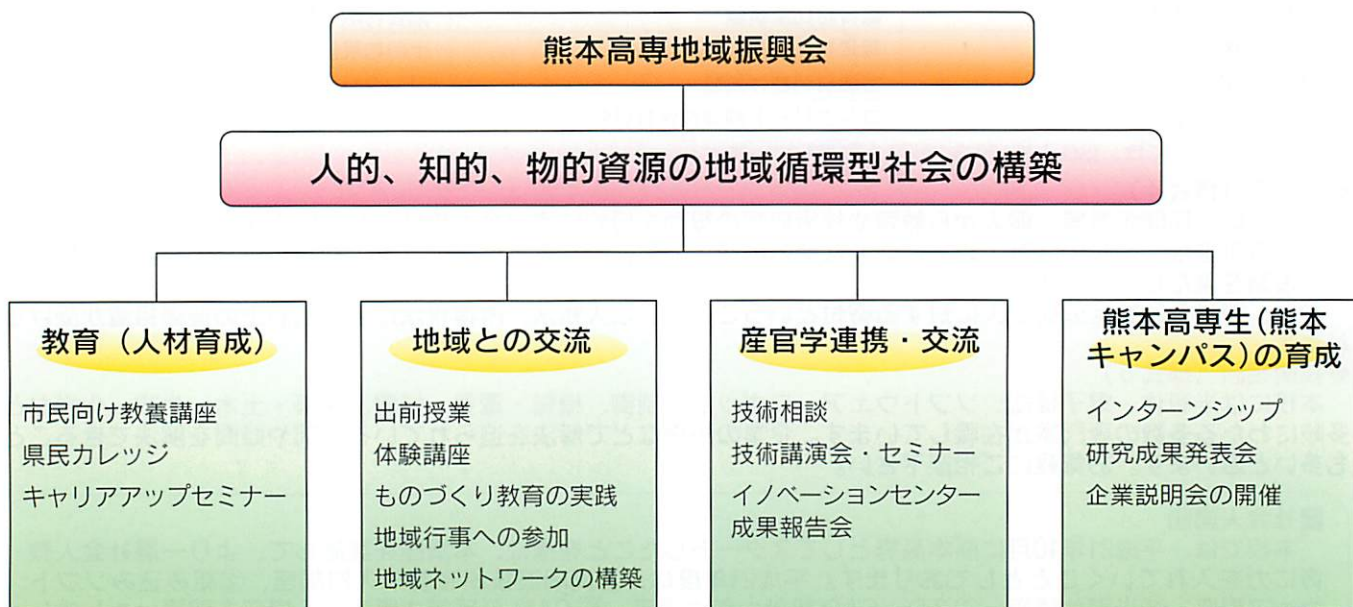 熊本高専地域振興会
人的、知的、物的資源の地域循環型社会の構築
教育（人材育成）
市民向け教養講座
県民カレッジ
キャリアアップセミナー
地域との交流
出前授業
体験講座
ものづくり教育の実践
地域行事への参加
地域ネットワークの構築
産官学連携・交流
技術相談
技術講演会・セミナー
イノベーションセンター
成果報告会
熊本高専生（熊本
キャンパス）の育成
インターンシップ
研究成果発表会
企業説明会の開催